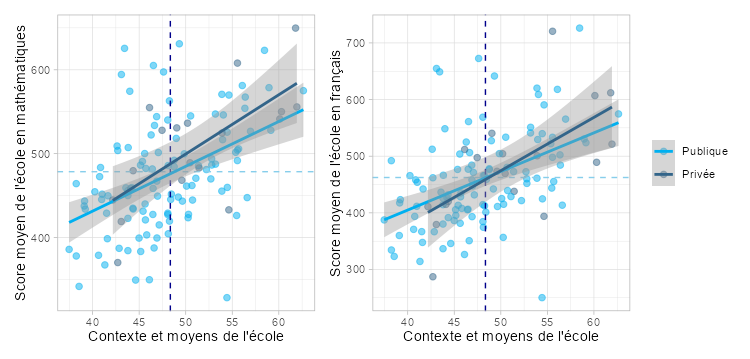 Score moyen de l'école en mathématiques
600
500
400
40 45 50 55 60
Contexte et moyens de l'école
Score moyen de l'école en français
700
600
500
400
300
40 45 50 55 60
Contexte et moyens de l'école
Publique
Privée